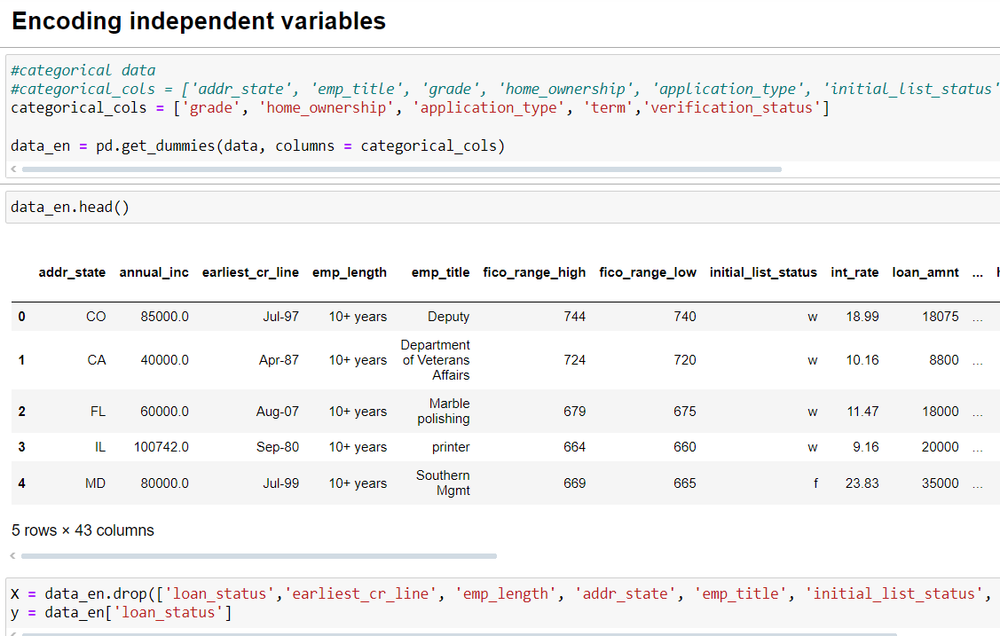 Encoding independent variables
#categorical data
#categorical_cols = ['addr_state', 'emp_title', 'grade', 'home_ownership', 'application_type', 'initial_list_status'
categorical_cols = ['grade', 'home_ownership', 'application_type', 'term','verification_status']
data_en = pd.get_dummies(data, columns = categorical_cols)
data_en.head()
addr_state annual_inc earliest_cr_line emp_length emp_title fico_range_high fico_range_low initial_list_status int_rate loan_amnt ...
0 CO 85000.0 Jul-97 10+ years Deputy 744 740 w 18.99 18075 ...
1 CA 40000.0 Apr-87 10+ years Department of Veterans Affairs 724 720 w 10.16 8800 ...
2 FL 60000.0 Aug-07 10+ years Marble polishing 679 675 w 11.47 18000 ...
3 IL 100742.0 Sep-80 10+ years printer 664 660 w 9.16 20000 ...
4 MD 80000.0 Jul-99 10+ years Southern Mgmt 669 665 f 23.83 35000 ...
5 rows × 43 columns
X = data_en.drop(['loan_status','earliest_cr_line', 'emp_length', 'addr_state', 'emp_title', 'initial_list_status',
y = data_en['loan_status']